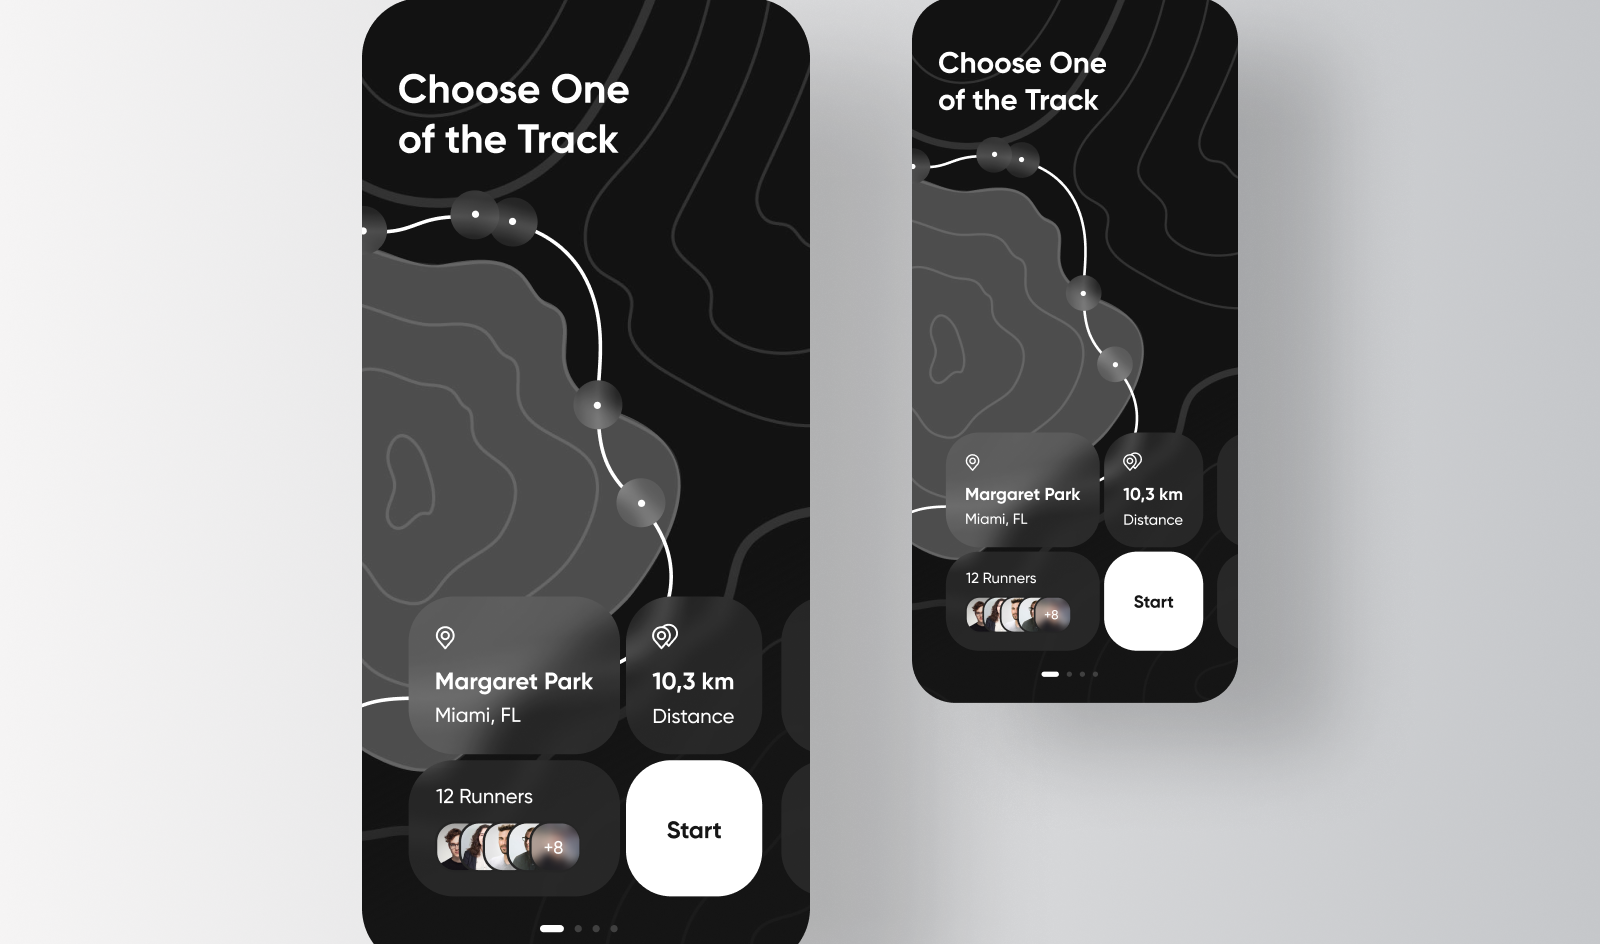 Choose One
of the Track
Margaret Park
Miami, FL
10,3 km
Distance
12 Runners
+8
Start
Choose One
of the Track
Margaret Park
Miami, FL
10,3 km
Distance
12 Runners
+8
Start